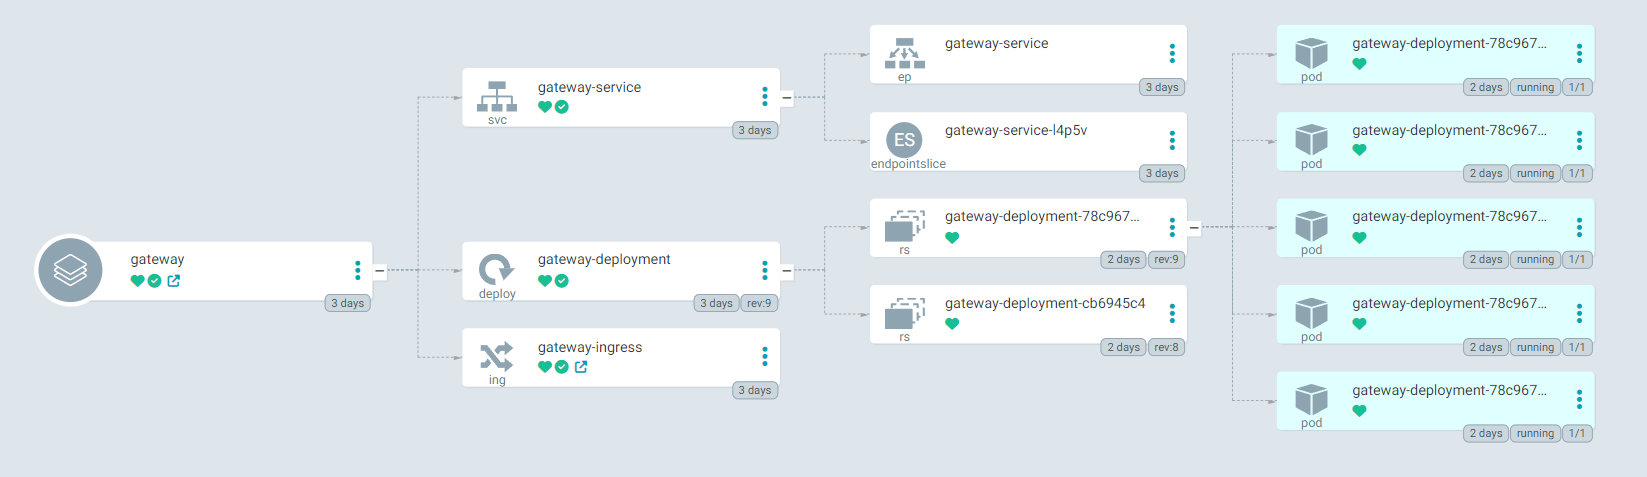 gateway
3 days
gateway-service
svc
3 days
gateway-deployment
deploy
3 days rev:9
gateway-ingress
ing
3 days
gateway-service
ep
3 days
ES
gateway-service-l4p5v
endpointslice
3 days
gateway-deployment-78c967...
rs
2 days rev:9
gateway-deployment-cb6945c4
rs
2 days rev:8
gateway-deployment-78c967...
pod
2 days running 1/1
gateway-deployment-78c967...
pod
2 days running 1/1
gateway-deployment-78c967...
pod
2 days running 1/1
gateway-deployment-78c967...
pod
2 days running 1/1
gateway-deployment-78c967...
pod
2 days running 1/1